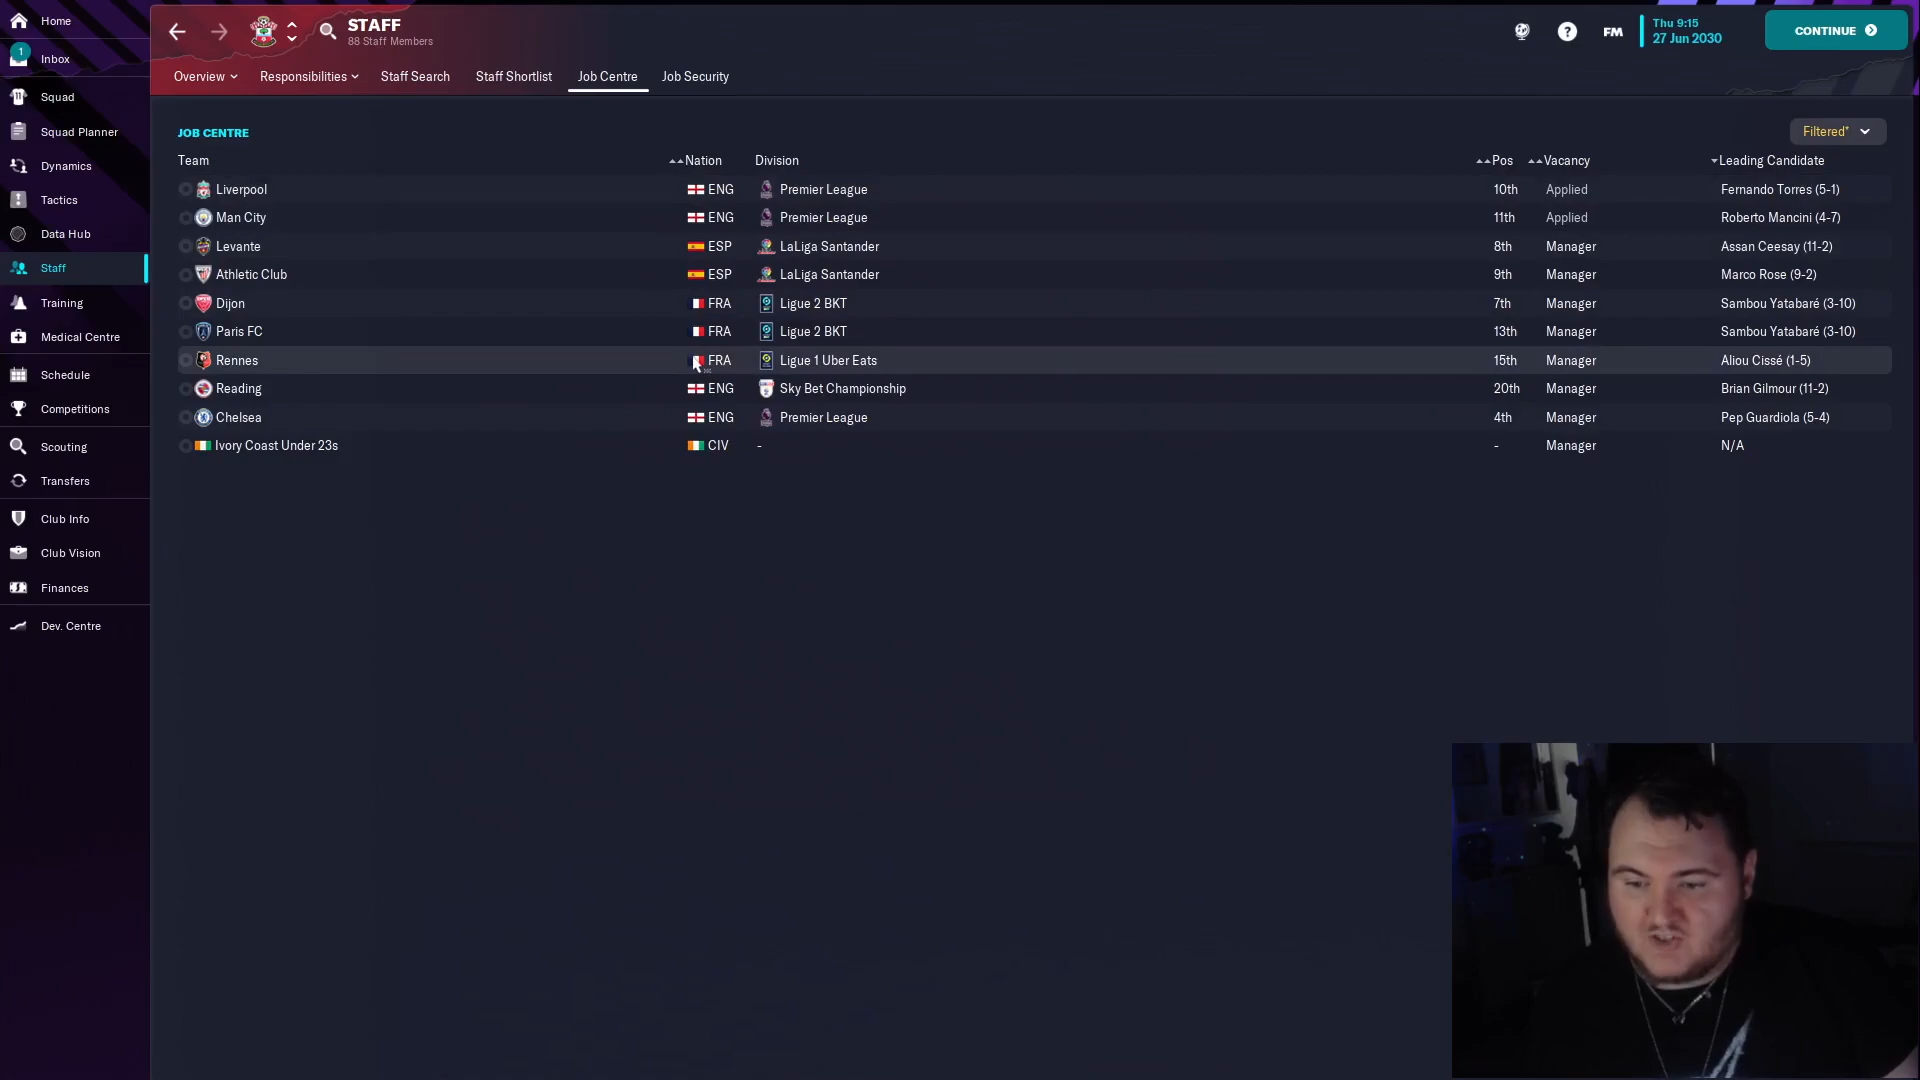 Home
1
Inbox
Squad
Squad Planner
Dynamics
Tactics
Data Hub
Staff
Training
Medical Centre
Schedule
Competitions
Scouting
Transfers
Club Info
Club Vision
Finances
Dev. Centre
STAFF
88 Staff Members
FM
Thu 9:15
27 Jun 2030
CONTINUE
Overview Responsibilities Staff Search Staff Shortlist Job Centre Job Security
JOB CENTRE
Filtered*
Team Nation Division Pos Vacancy Leading Candidate
Liverpool ENG Premier League 10th Applied Fernando Torres (5-1)
Man City ENG Premier League 11th Applied Roberto Mancini (4-7)
Levante ESP LaLiga Santander 8th Manager Assan Ceesay (11-2)
Athletic Club ESP LaLiga Santander 9th Manager Marco Rose (9-2)
Dijon FRA Ligue 2 BKT 7th Manager Sambou Yatabaré (3-10)
Paris FC FRA Ligue 2 BKT 13th Manager Sambou Yatabaré (3-10)
Rennes FRA Ligue 1 Uber Eats 15th Manager Aliou Cissé (1-5)
Reading ENG Sky Bet Championship 20th Manager Brian Gilmour (11-2)
Chelsea ENG Premier League 4th Manager Pep Guardiola (5-4)
Ivory Coast Under 23s CIV - - Manager N/A